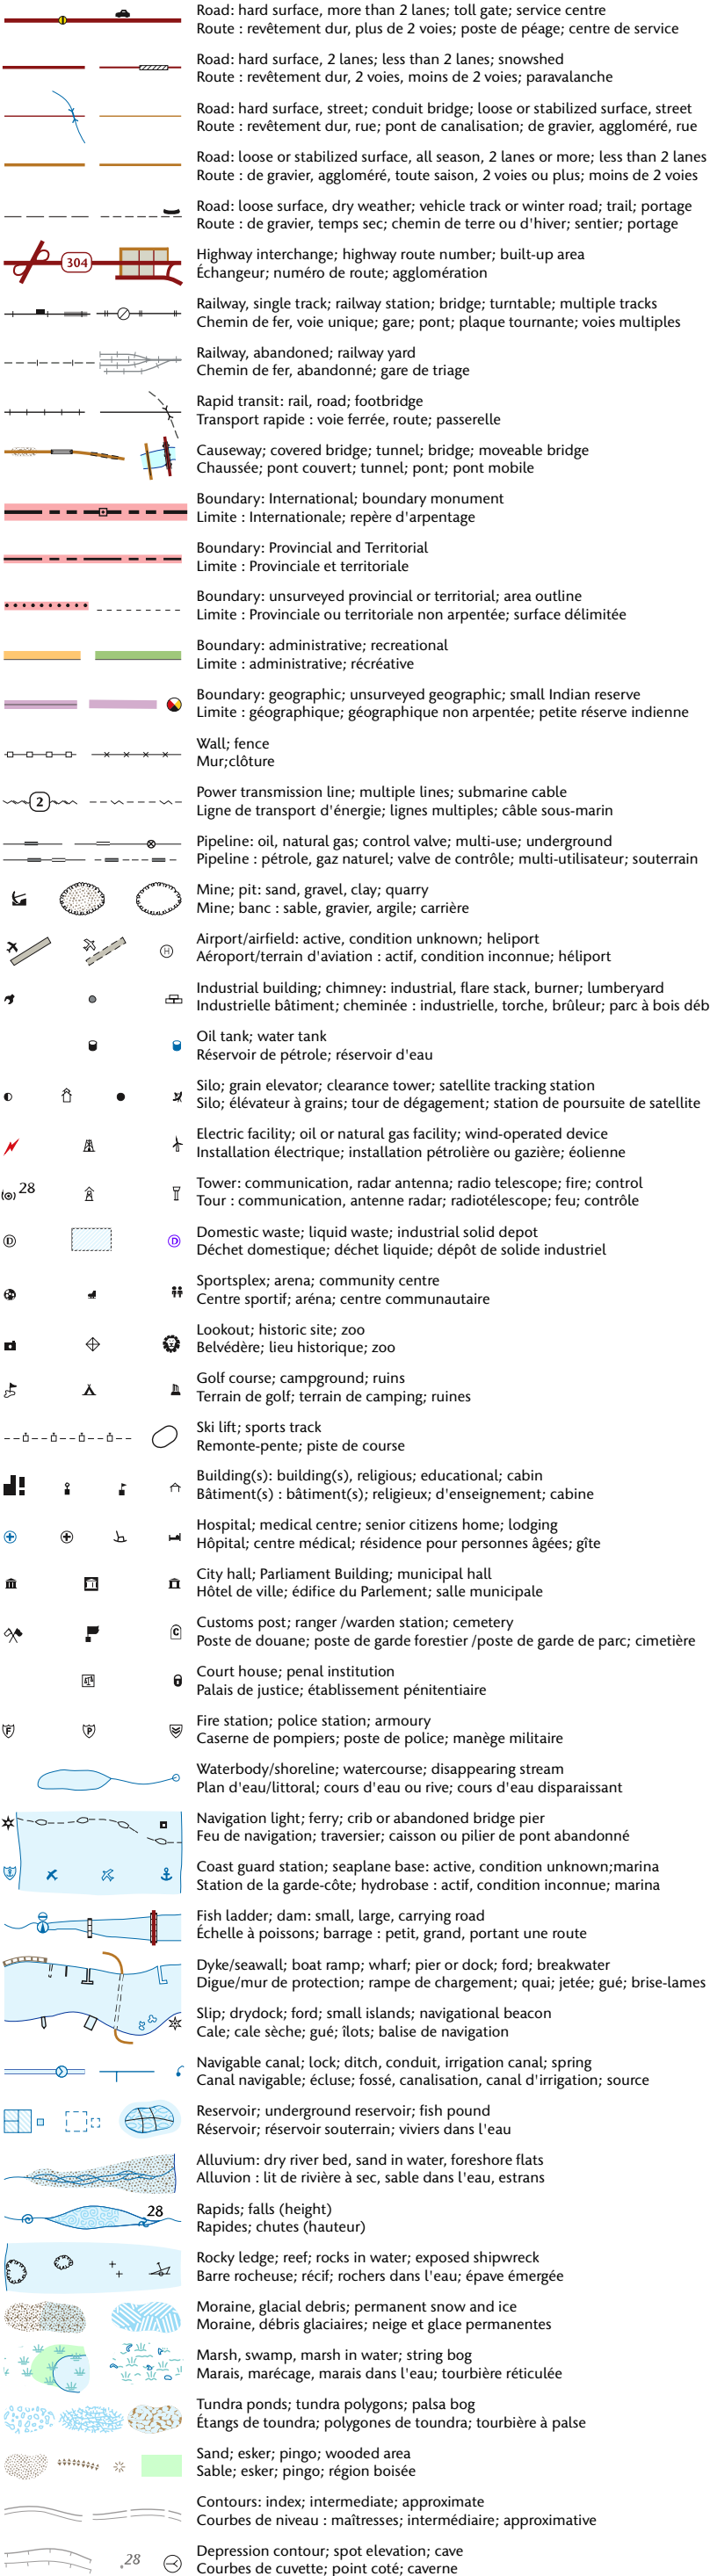 Road: hard surface, more than 2 lanes; toll gate; service centre
Route : revêtement dur, plus de 2 voies; poste de péage; centre de service
Road: hard surface, 2 lanes; less than 2 lanes; snowshed
Route : revêtement dur, 2 voies, moins de 2 voies; paravalanche
Road: hard surface, street; conduit bridge; loose or stabilized surface, street
Route : revêtement dur, rue; pont de canalisation; de gravier, aggloméré, rue
Road: loose or stabilized surface, all season, 2 lanes or more; less than 2 lanes
Route : de gravier, aggloméré, toute saison, 2 voies ou plus; moins de 2 voies
Road: loose surface, dry weather; vehicle track or winter road; trail; portage
Route : de gravier, temps sec; chemin de terre ou d'hiver; sentier; portage
304
Highway interchange; highway route number; built-up area
Échangeur; numéro de route; agglomération
Railway, single track; railway station; bridge; turntable; multiple tracks
Chemin de fer, voie unique; gare; pont; plaque tournante; voies multiples
Railway, abandoned; railway yard
Chemin de fer, abandonné; gare de triage
Rapid transit: rail, road; footbridge
Transport rapide : voie ferrée, route; passerelle
Causeway; covered bridge; tunnel; bridge; moveable bridge
Chaussée; pont couvert; tunnel; pont; pont mobile
Boundary: International; boundary monument
Limite : Internationale; repère d'arpentage
Boundary: Provincial and Territorial
Limite : Provinciale et territoriale
Boundary: unsurveyed provincial or territorial; area outline
Limite : Provinciale ou territoriale non arpentée; surface délimitée
Boundary: administrative; recreational
Limite : administrative; récréative
Boundary: geographic; unsurveyed geographic; small Indian reserve
Limite : géographique; géographique non arpentée; petite réserve indienne
Wall; fence
Mur;clôture
2
Power transmission line; multiple lines; submarine cable
Ligne de transport d'énergie; lignes multiples; câble sous-marin
Pipeline: oil, natural gas; control valve; multi-use; underground
Pipeline : pétrole, gaz naturel; valve de contrôle; multi-utilisateur; souterrain
Mine; pit: sand, gravel, clay; quarry
Mine; banc : sable, gravier, argile; carrière
H
Airport/airfield: active, condition unknown; heliport
Aéroport/terrain d'aviation : actif, condition inconnue; héliport
Industrial building; chimney: industrial, flare stack, burner; lumberyard
Industrielle bâtiment; cheminée : industrielle, torche, brûleur; parc à bois déb
Oil tank; water tank
Réservoir de pétrole; réservoir d'eau
Silo; grain elevator; clearance tower; satellite tracking station
Silo; élévateur à grains; tour de dégagement; station de poursuite de satellite
Electric facility; oil or natural gas facility; wind-operated device
Installation électrique; installation pétrolière ou gazière; éolienne
28
Tower: communication, radar antenna; radio telescope; fire; control
Tour : communication, antenne radar; radiotélescope; feu; contrôle
D D
Domestic waste; liquid waste; industrial solid depot
Déchet domestique; déchet liquide; dépôt de solide industriel
Sportsplex; arena; community centre
Centre sportif; aréna; centre communautaire
Lookout; historic site; zoo
Belvédère; lieu historique; zoo
Golf course; campground; ruins
Terrain de golf; terrain de camping; ruines
Ski lift; sports track
Remonte-pente; piste de course
Building(s): building(s), religious; educational; cabin
Bâtiment(s) : bâtiment(s); religieux; d'enseignement; cabine
Hospital; medical centre; senior citizens home; lodging
Hôpital; centre médical; résidence pour personnes âgées; gîte
City hall; Parliament Building; municipal hall
Hôtel de ville; édifice du Parlement; salle municipale
C
Customs post; ranger /warden station; cemetery
Poste de douane; poste de garde forestier /poste de garde de parc; cimetière
Court house; penal institution
Palais de justice; établissement pénitentiaire
F P
Fire station; police station; armoury
Caserne de pompiers; poste de police; manège militaire
Waterbody/shoreline; watercourse; disappearing stream
Plan d'eau/littoral; cours d'eau ou rive; cours d'eau disparaissant
Navigation light; ferry; crib or abandoned bridge pier
Feu de navigation; traversier; caisson ou pilier de pont abandonné
Coast guard station; seaplane base: active, condition unknown;marina
Station de la garde-côte; hydrobase : actif, condition inconnue; marina
Fish ladder; dam: small, large, carrying road
Échelle à poissons; barrage : petit, grand, portant une route
Dyke/seawall; boat ramp; wharf; pier or dock; ford; breakwater
Digue/mur de protection; rampe de chargement; quai; jetée; gué; brise-lames
Slip; drydock; ford; small islands; navigational beacon
Cale; cale sèche; gué; îlots; balise de navigation
Navigable canal; lock; ditch, conduit, irrigation canal; spring
Canal navigable; écluse; fossé, canalisation, canal d'irrigation; source
Reservoir; underground reservoir; fish pound
Réservoir; réservoir souterrain; viviers dans l'eau
Alluvium: dry river bed, sand in water, foreshore flats
Alluvion : lit de rivière à sec, sable dans l'eau, estrans
28
Rapids; falls (height)
Rapides; chutes (hauteur)
Rocky ledge; reef; rocks in water; exposed shipwreck
Barre rocheuse; récif; rochers dans l'eau; épave émergée
Moraine, glacial debris; permanent snow and ice
Moraine, débris glaciaires; neige et glace permanentes
Marsh, swamp, marsh in water; string bog
Marais, marécage, marais dans l'eau; tourbière réticulée
Tundra ponds; tundra polygons; palsa bog
Étangs de toundra; polygones de toundra; tourbière à palse
Sand; esker; pingo; wooded area
Sable; esker; pingo; région boisée
Contours: index; intermediate; approximate
Courbes de niveau : maîtresses; intermédiaire; approximative
.28
Depression contour; spot elevation; cave
Courbes de cuvette; point coté; caverne